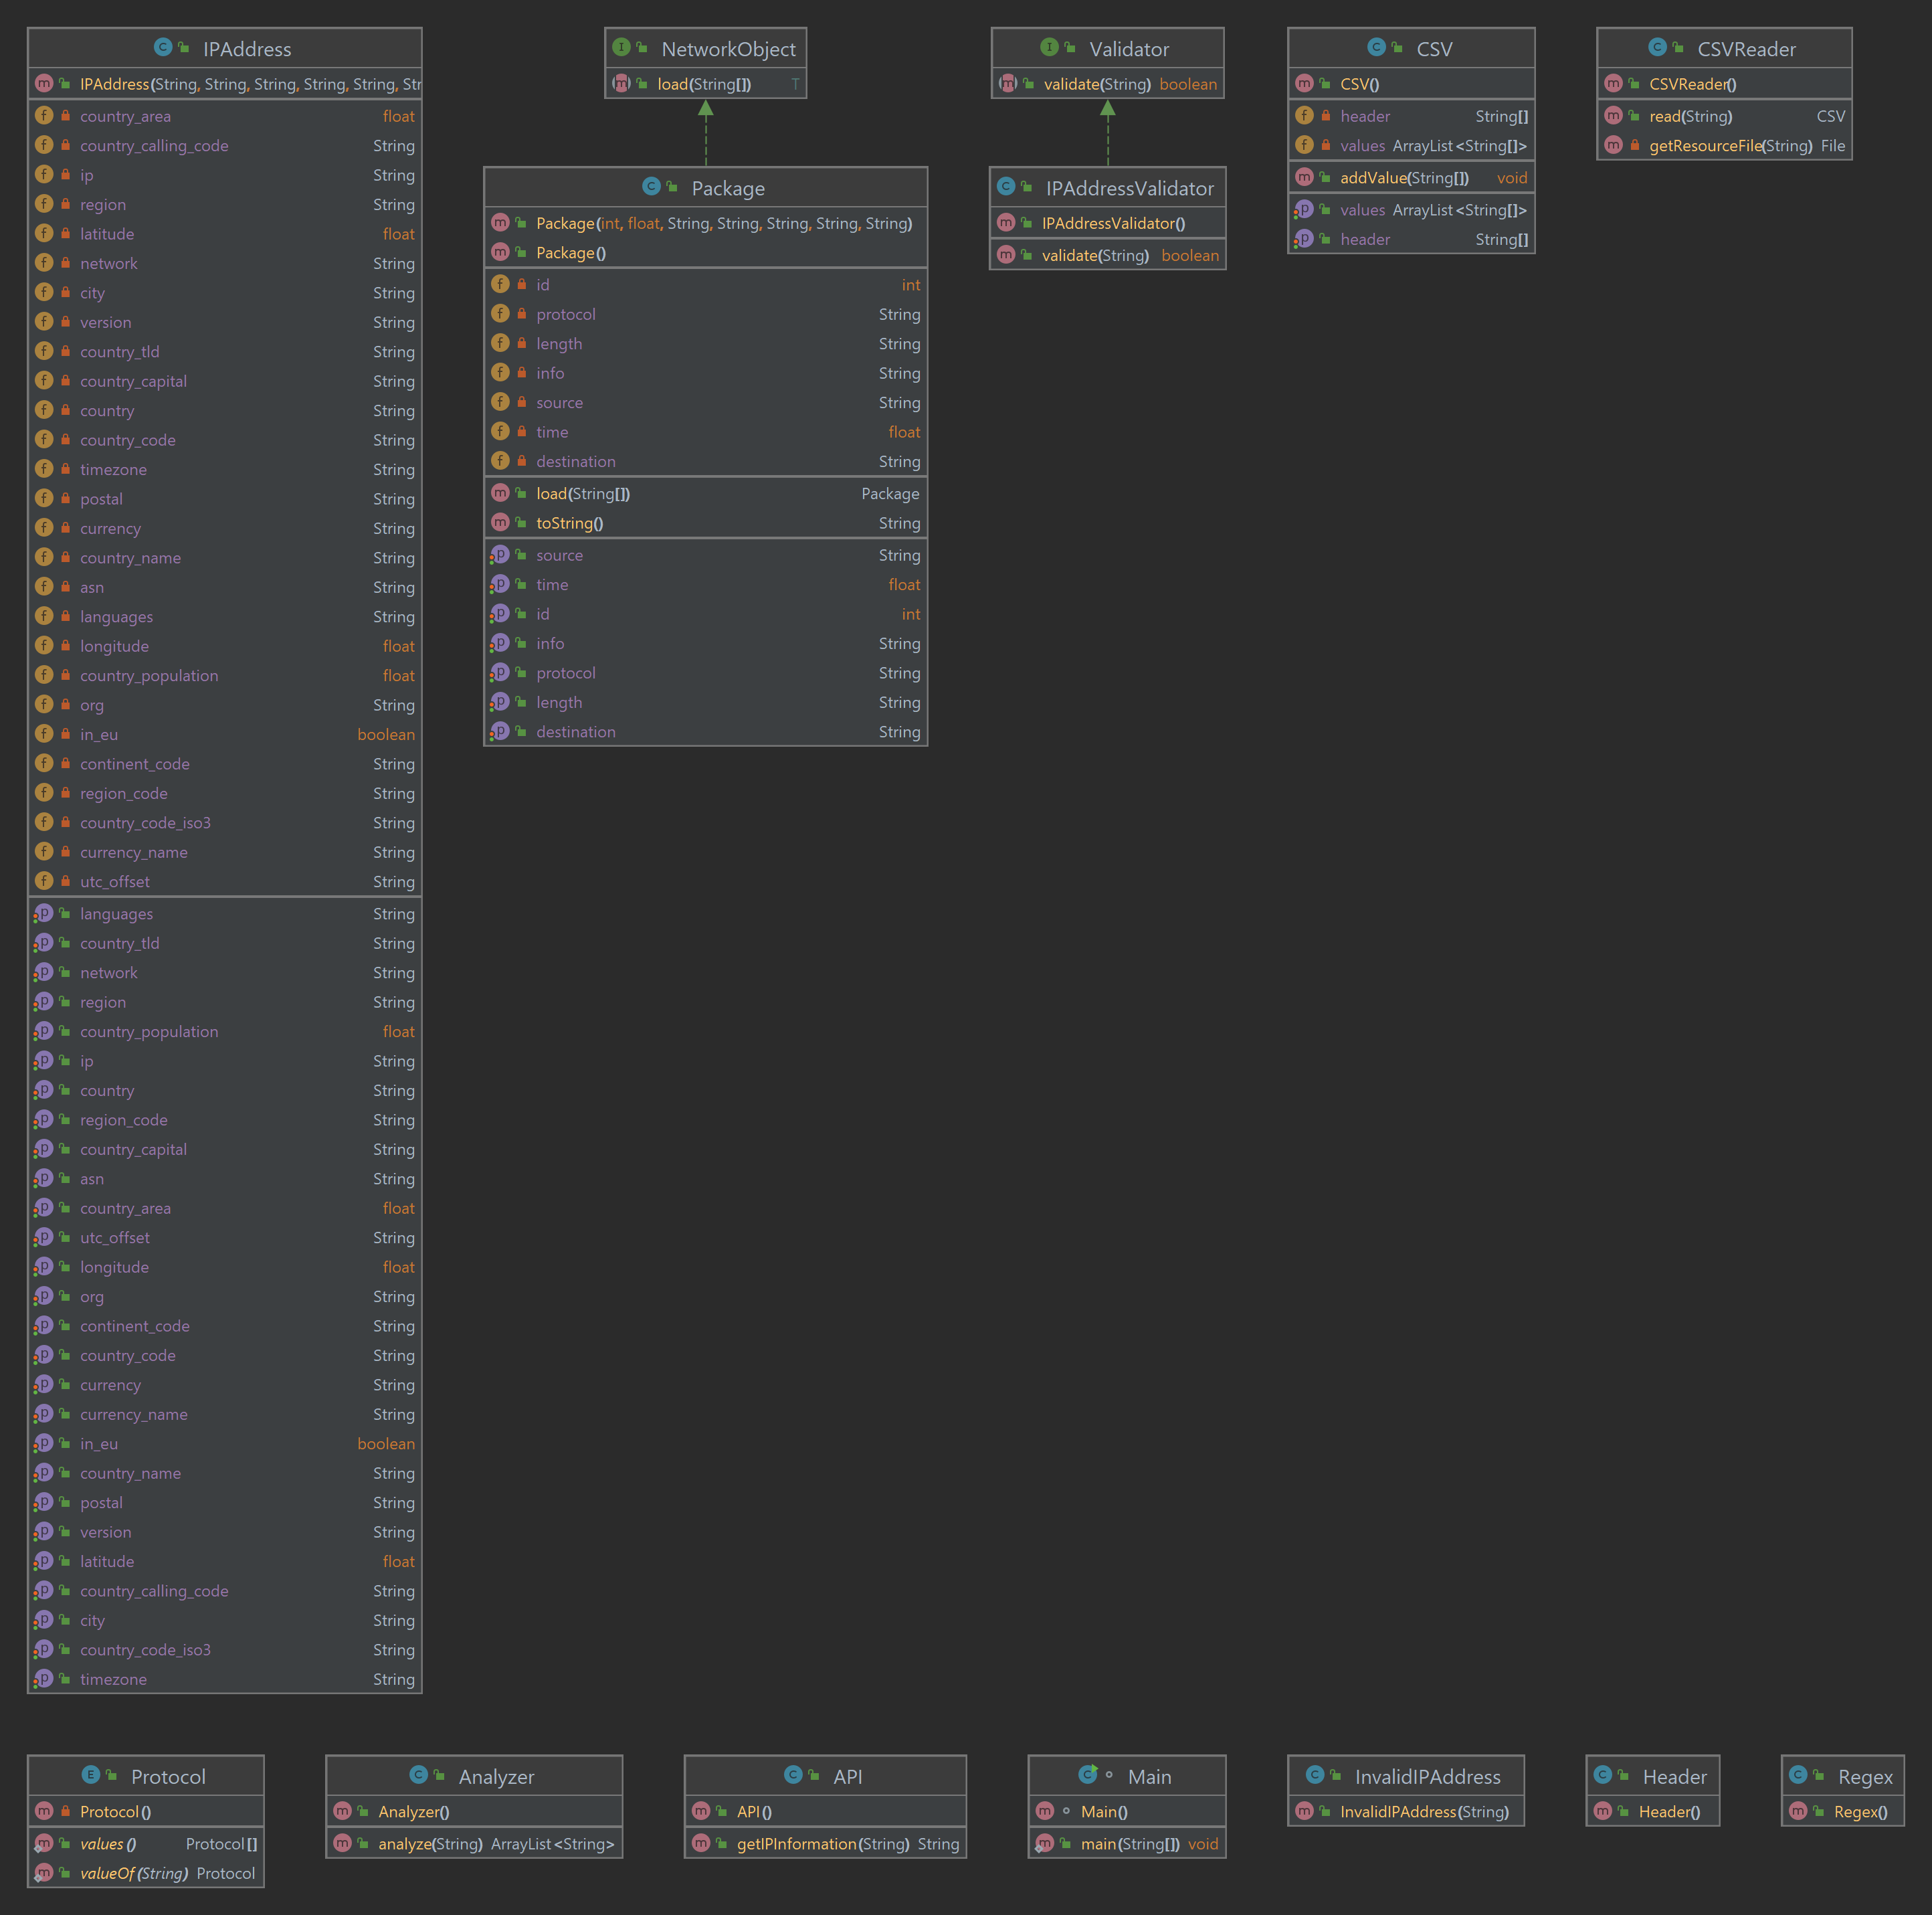 IPAddress
IPAddress(String, String, String, String, String, Str
country_area float
country_calling_code String
ip String
region String
latitude float
network String
city String
version String
country_tld String
country_capital String
country String
country_code String
timezone String
postal String
currency String
country_name String
asn String
languages String
longitude float
country_population float
org String
in_eu boolean
continent_code String
region_code String
country_code_iso3 String
currency_name String
utc_offset String
languages String
country_tld String
network String
region String
country_population float
ip String
country String
region_code String
country_capital String
asn String
country_area float
utc_offset String
longitude float
org String
continent_code String
country_code String
currency String
currency_name String
in_eu boolean
country_name String
postal String
version String
latitude float
country_calling_code String
city String
country_code_iso3 String
timezone String
NetworkObject
load(String[]) T
Package
Package(int, float, String, String, String, String, String)
Package()
id int
protocol String
length String
info String
source String
time float
destination String
load(String[]) Package
toString() String
source String
time float
id int
info String
protocol String
length String
destination String
Validator
validate(String) boolean
IPAddressValidator
IPAddressValidator()
validate(String) boolean
CSV
CSV()
header String[]
values ArrayList<String[]>
addValue(String[]) void
values ArrayList<String[]>
header String[]
CSVReader
CSVReader()
read(String) CSV
getResourceFile(String) File
Protocol
Protocol()
values() Protocol[]
valueOf(String) Protocol
Analyzer
Analyzer()
analyze(String) ArrayList<String>
API
API()
getIPInformation(String) String
Main
Main()
main(String[]) void
InvalidIPAddress
InvalidIPAddress(String)
Header
Header()
Regex
Regex()